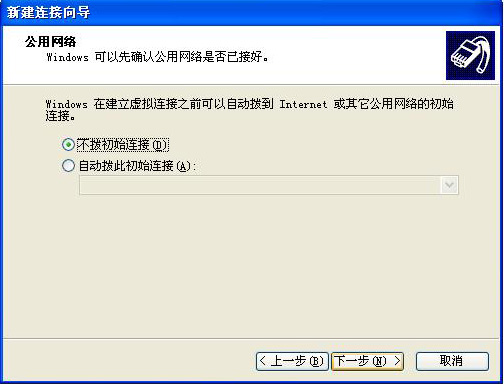 新建连接向导
公用网络
Windows 可以先确认公用网络是否已接好。
Windows 在建立虚拟连接之前可以自动拨到 Internet 或其它公用网络的初始
连接。
不拨初始连接(D)
自动拨此初始连接(A):
< 上一步(B) 下一步(N) > 取消